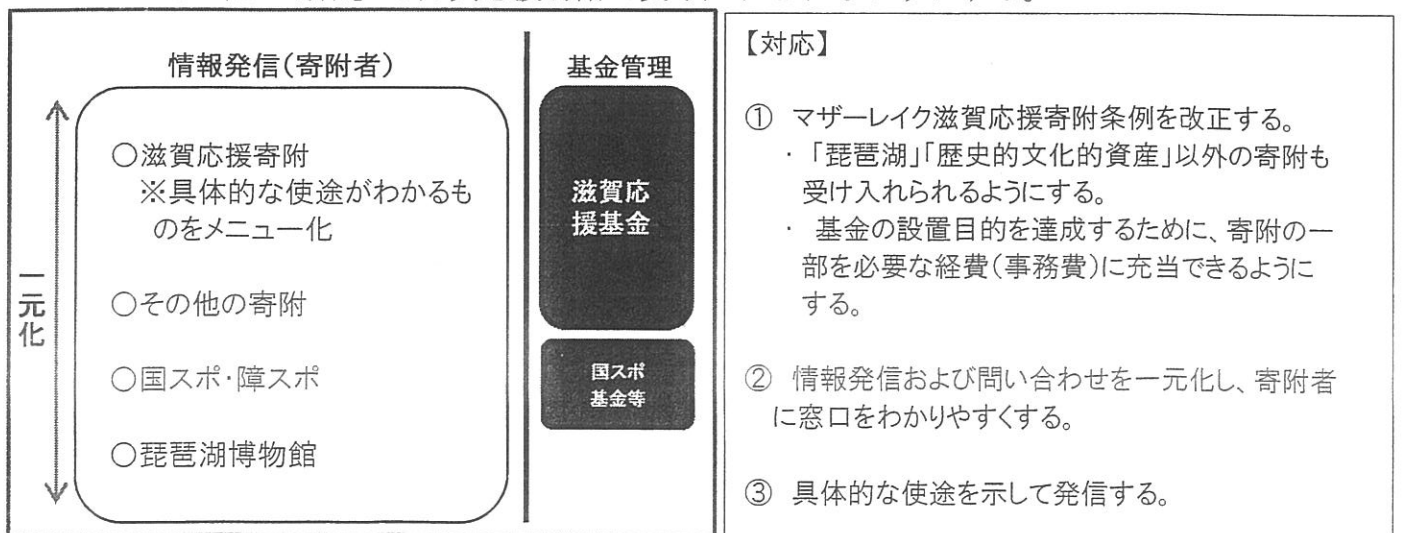 情報発信(寄附者)
基金管理
一元化
○滋賀応援寄附
※具体的な使途がわかるも
のをメニュー化
○その他の寄附
○国スポ・障スポ
○琵琶湖博物館
滋賀応
援基金
国スポ
基金等
【対応】
① マザーレイク滋賀応援寄附条例を改正する。
・「琵琶湖」「歴史的文化的資産」以外の寄附も
受け入れられるようにする。
・ 基金の設置目的を達成するために、寄附の一
部を必要な経費(事務費)に充当できるように
する。
② 情報発信および問い合わせを一元化し、寄附者
に窓口をわかりやすくする。
③ 具体的な使途を示して発信する。